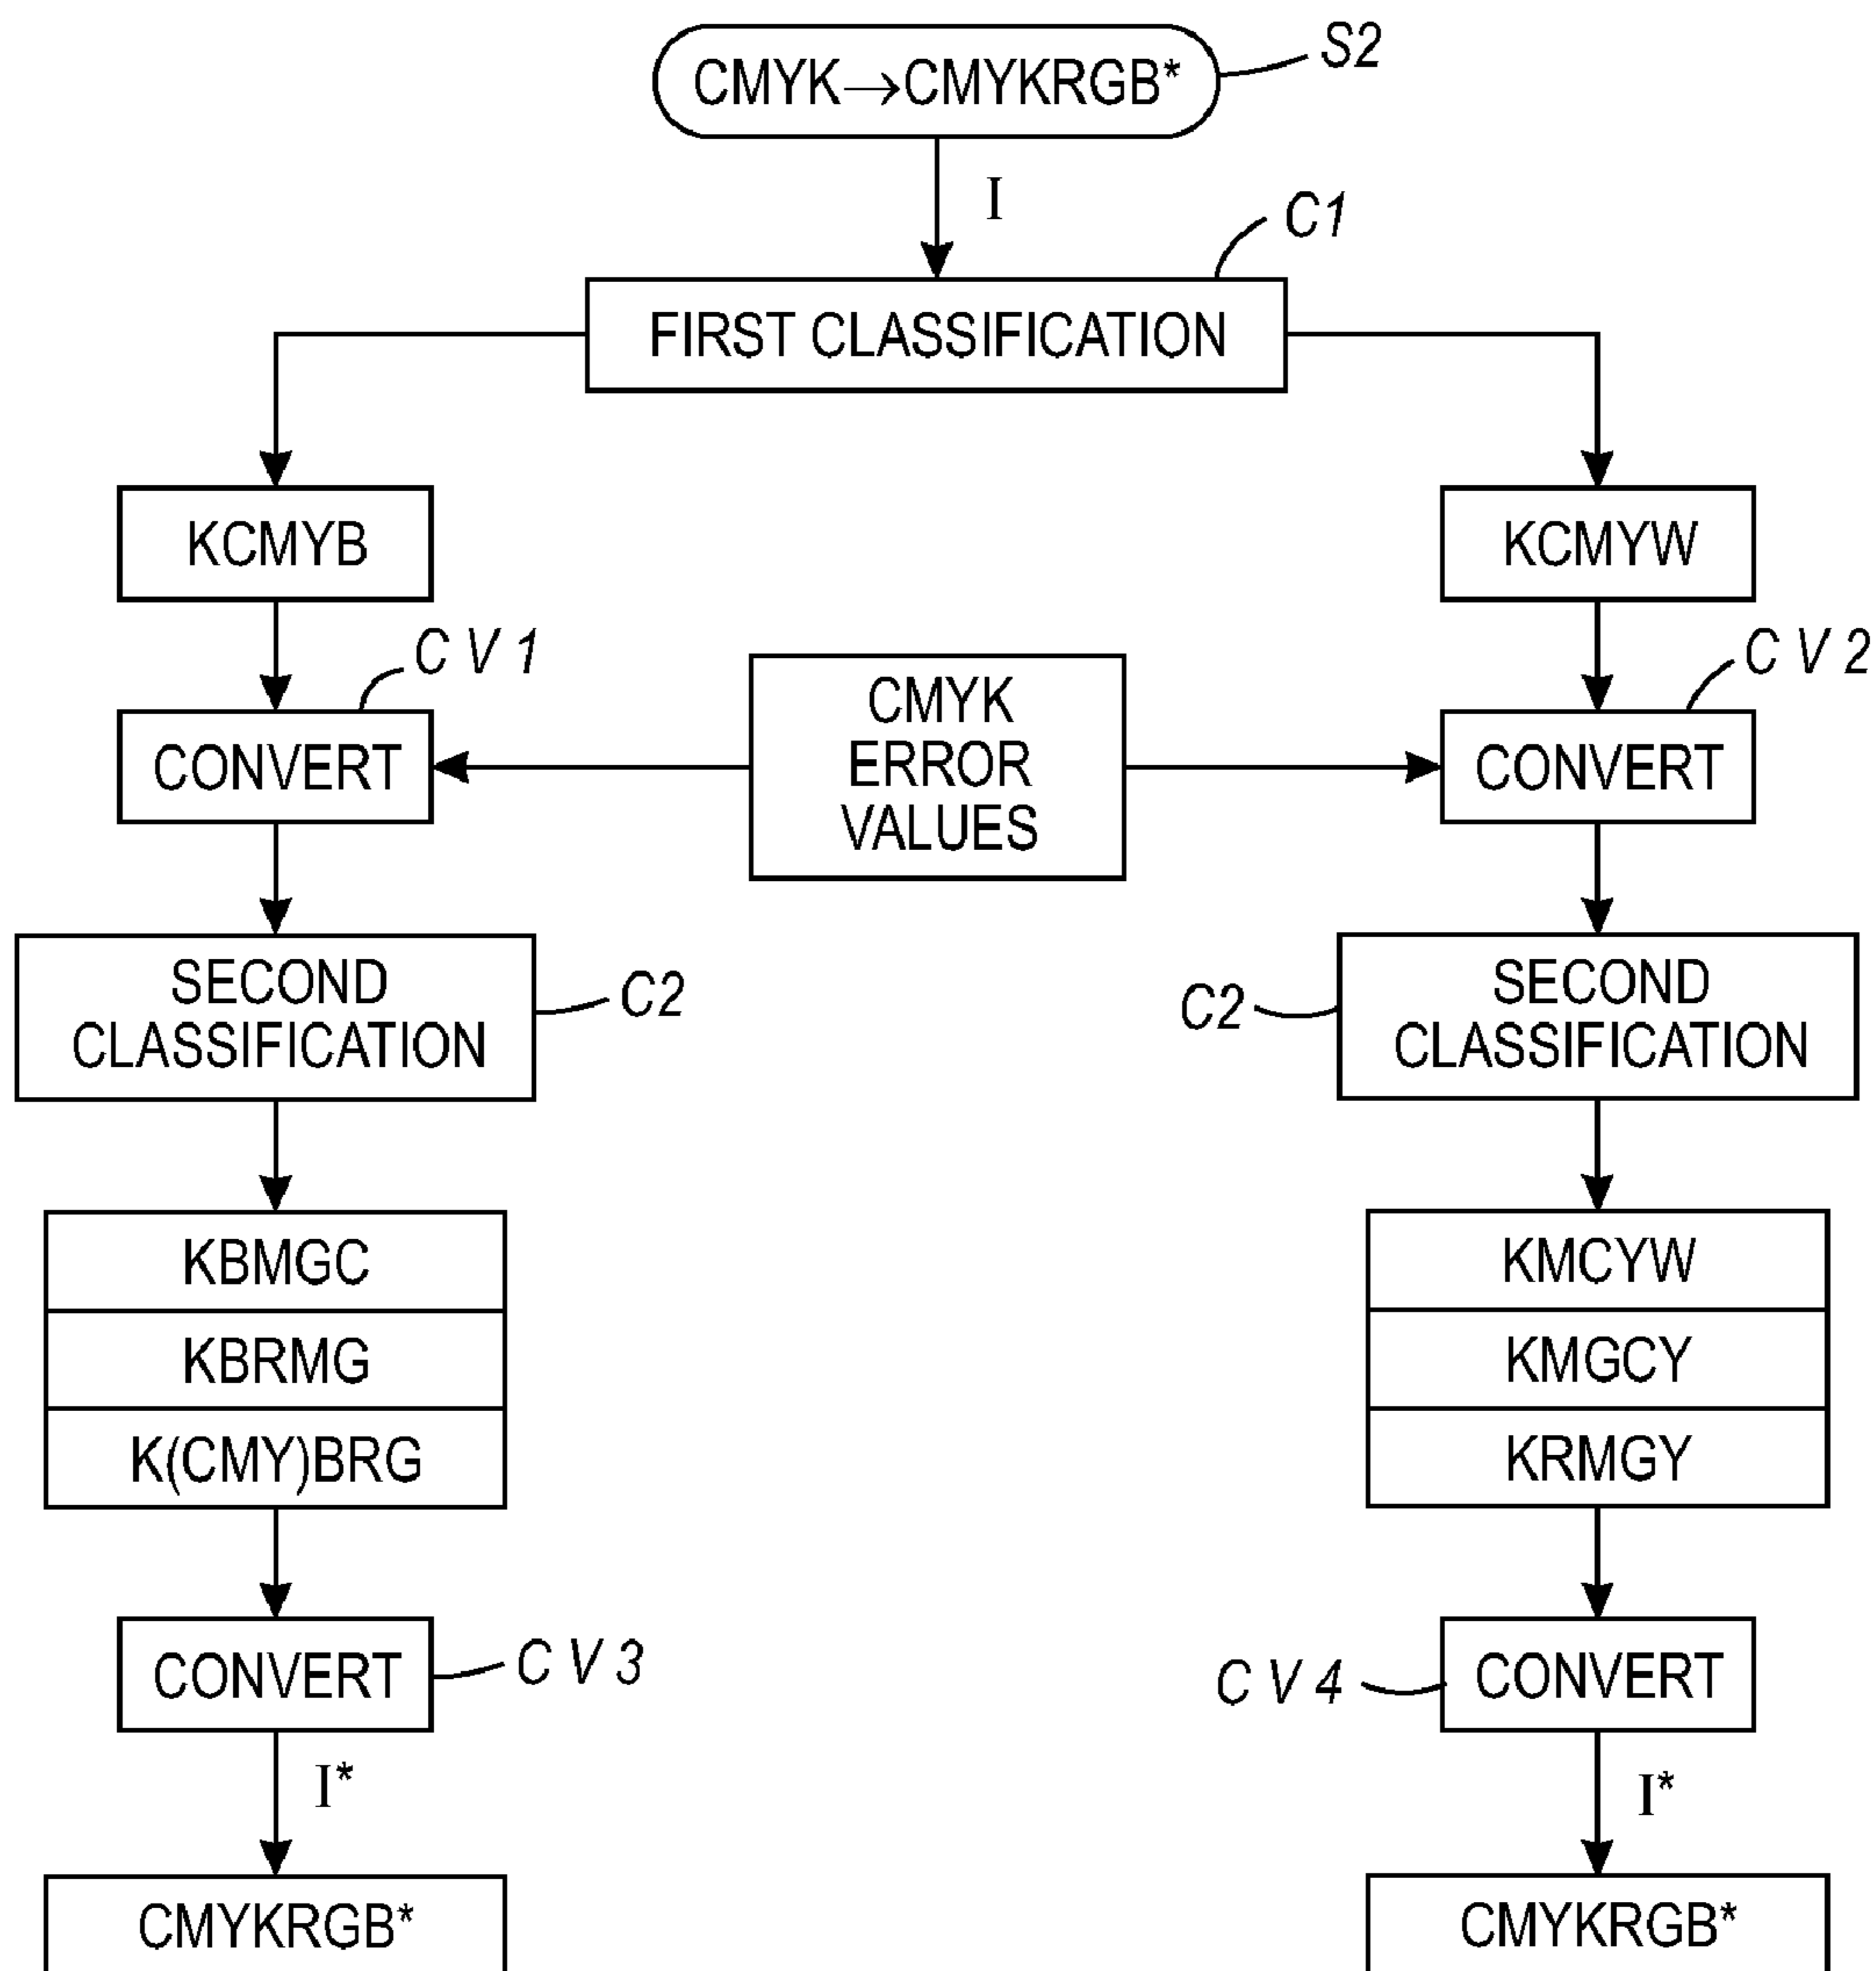 CMYK→CMYKRGB*
S2
I
C1
FIRST CLASSIFICATION
KCMYB
KCMYW
C V 1
C V 2
CONVERT
CMYK
ERROR
VALUES
CONVERT
SECOND
CLASSIFICATION
C2
C2
SECOND
CLASSIFICATION
KBMGC
KBRMG
K(CMY)BRG
KMCYW
KMGCY
KRMGY
CONVERT
C V 3
C V 4
CONVERT
I*
I*
CMYKRGB*
CMYKRGB*